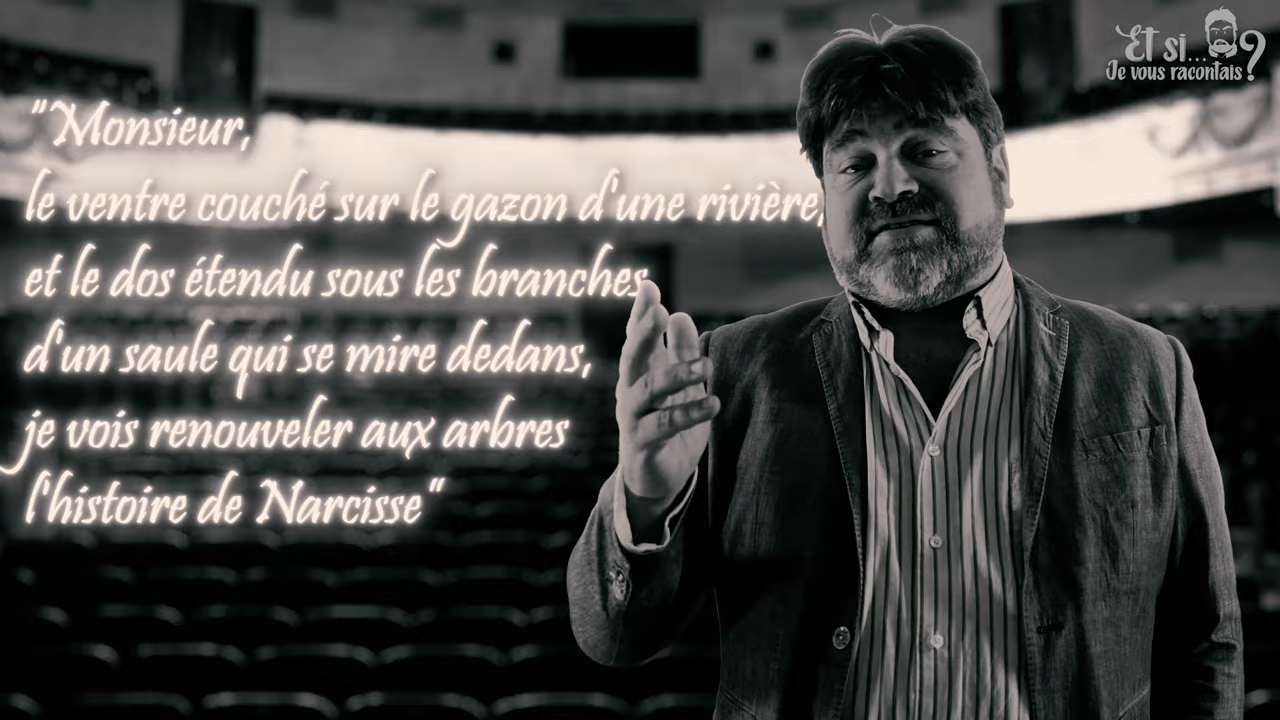 "Monsieur,
le ventre couché sur le gazon d'une rivière,
et le dos étendu sous les branches
d'un saule qui se mire dedans,
je vois renouveler aux arbres
l'histoire de Narcisse"
Et si...?
Je vous racontais